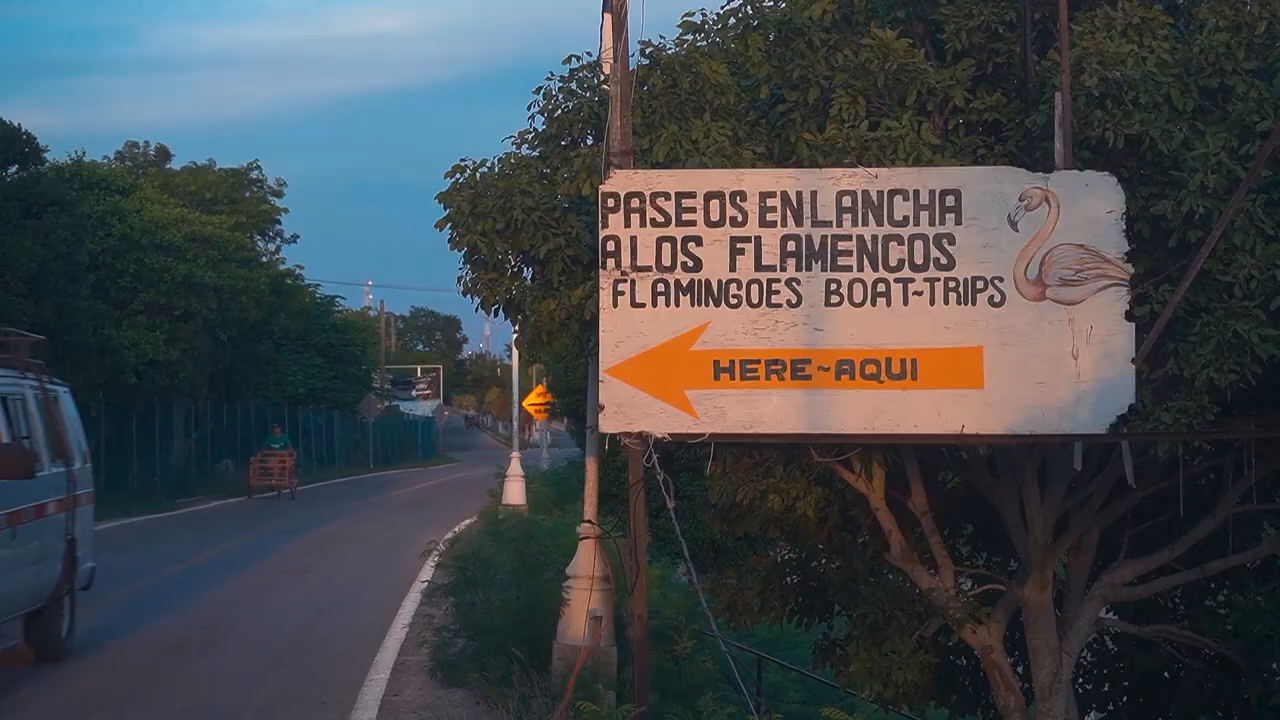 PASEOS EN LANCHA
A LOS FLAMENCOS
FLAMINGOES BOAT~TRIPS
HERE~AQUI